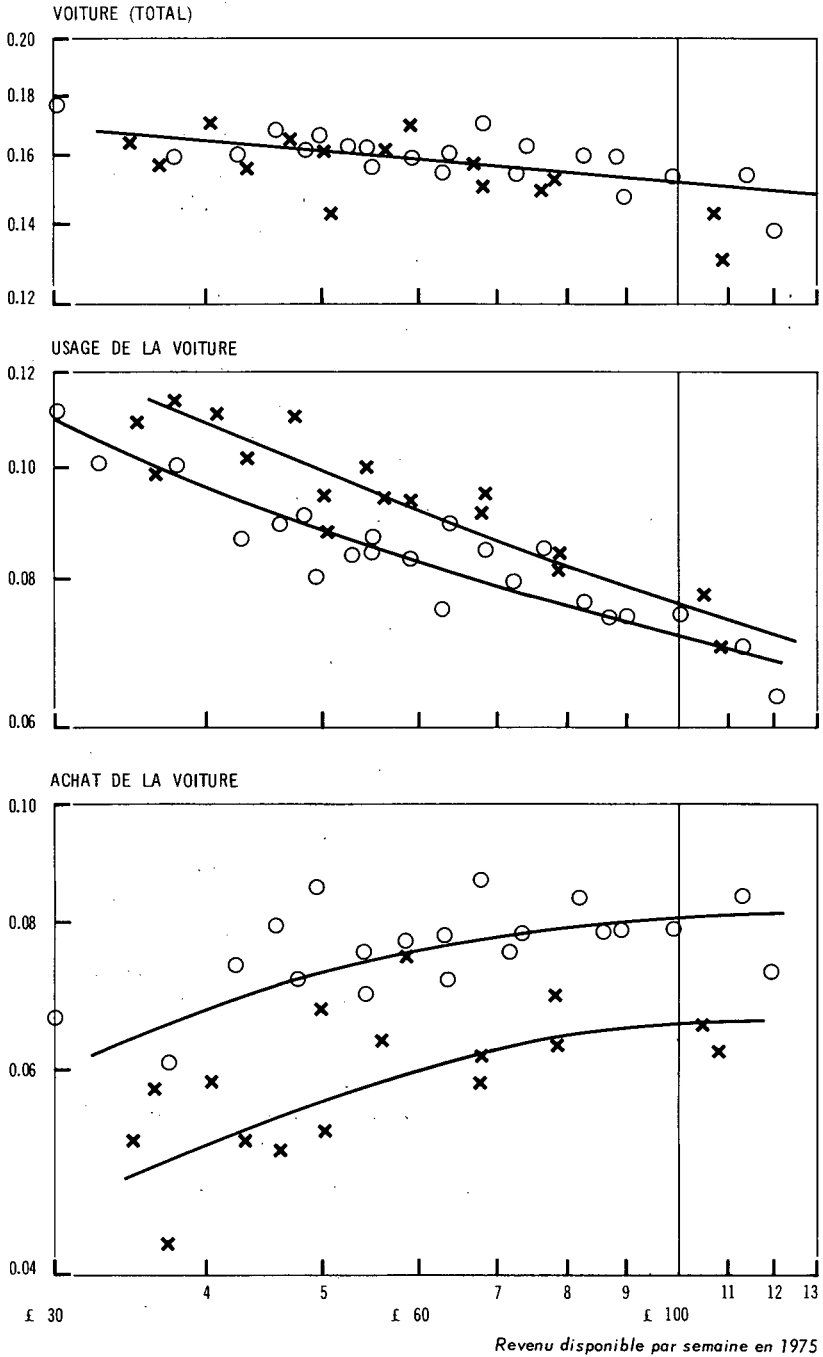 VOITURE (TOTAL)
0.20
0.18
0.16
0.14
0.12
USAGE DE LA VOITURE
0.12
0.10
0.08
0.06
ACHAT DE LA VOITURE
0.10
0.08
0.06
0.04
4 5 7 8 9 11 12 13
£ 30 £ 60 £ 100
Revenu disponible par semaine en 1975